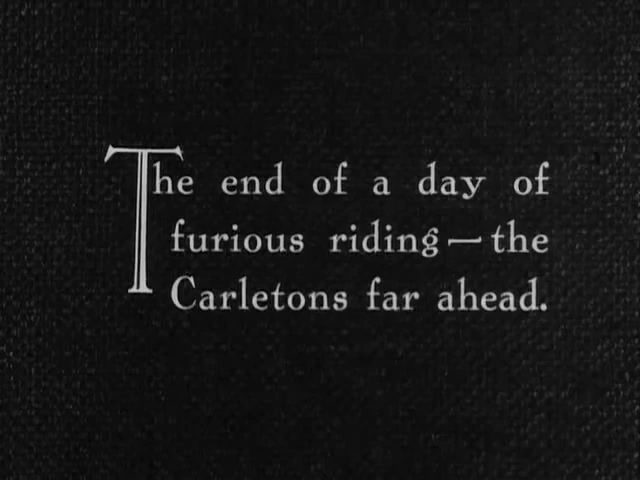 The end of a day of
furious riding—the
Carletons far ahead.